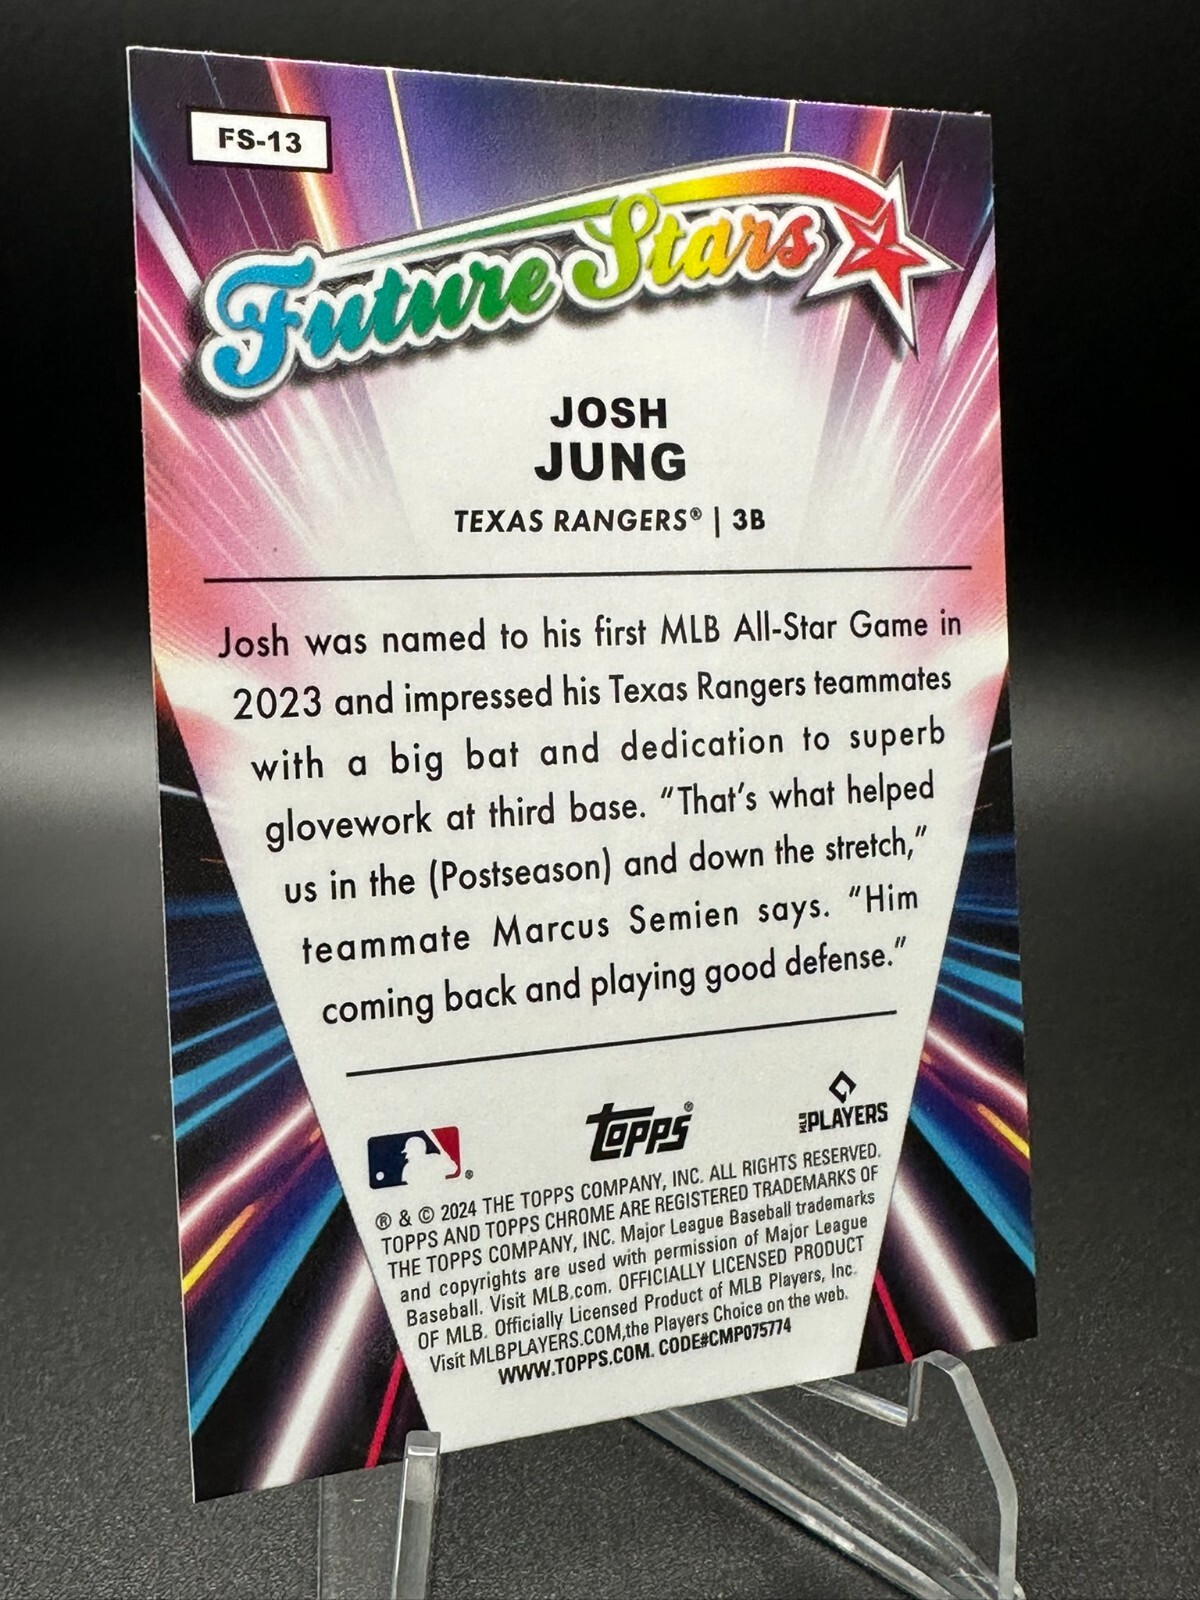 FS-13
Future Stars
JOSH
JUNG
TEXAS RANGERS® | 3B
Josh was named to his first MLB All-Star Game in
2023 and impressed his Texas Rangers teammates
with a big bat and dedication to superb
glovework at third base. “That’s what helped
us in the (Postseason) and down the stretch,”
teammate Marcus Semien says. “Him
coming back and playing good defense.”
®
Topps®
MLB PLAYERS
® & © 2024 THE TOPPS COMPANY, INC. ALL RIGHTS RESERVED.
TOPPS AND TOPPS CHROME ARE REGISTERED TRADEMARKS OF
THE TOPPS COMPANY, INC. Major League Baseball trademarks
and copyrights are used with permission of Major League
Baseball. Visit MLB.com. OFFICIALLY LICENSED PRODUCT
OF MLB. Officially Licensed Product of MLB Players, Inc.
Visit MLBPLAYERS.COM,the Players Choice on the web.
WWW.TOPPS.COM. CODE#CMP075774